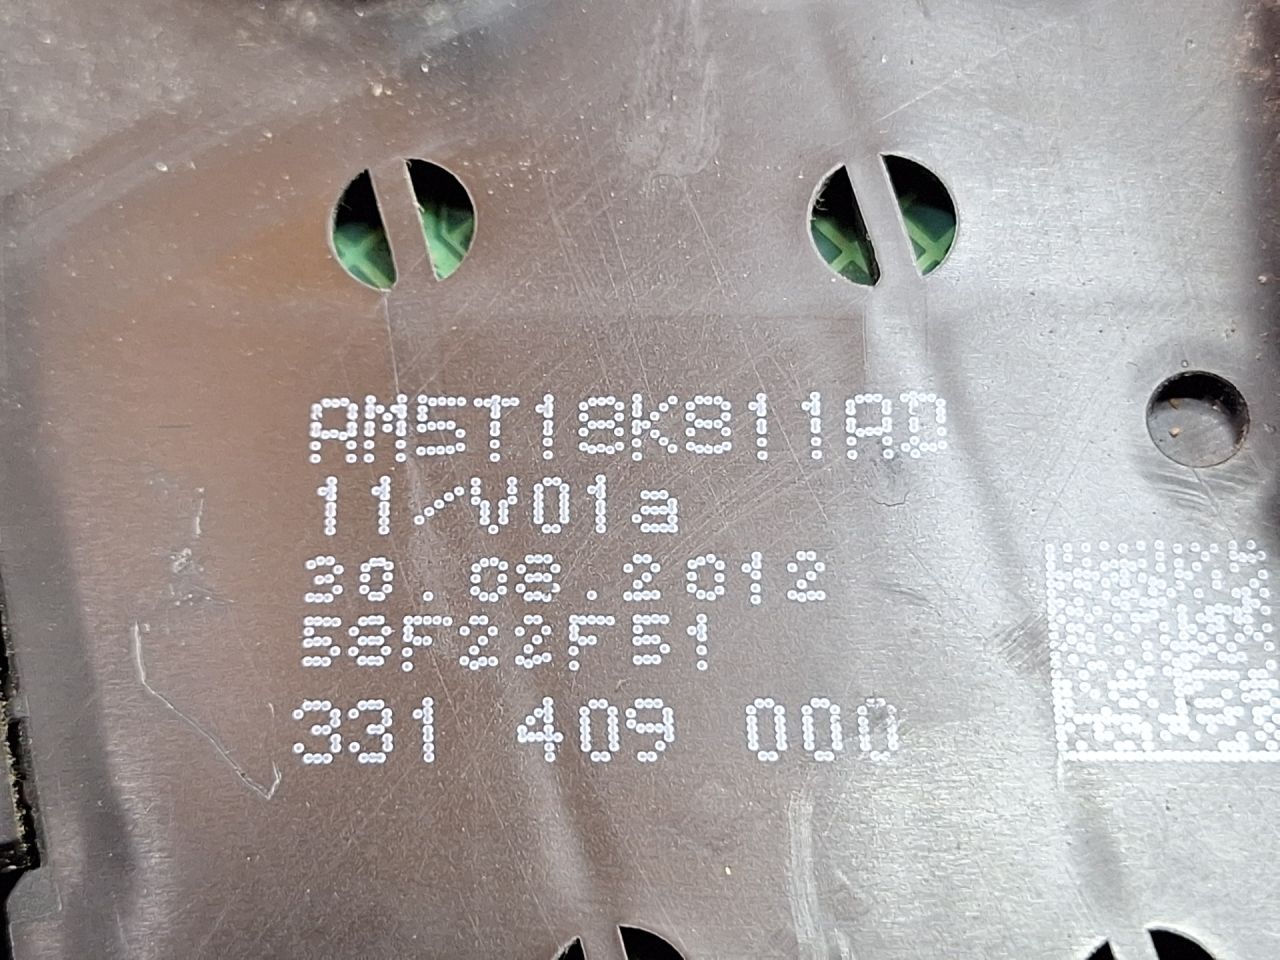 AM5T18K811AD
11/V01a
30.08.2012
58F22F51
331 409 000